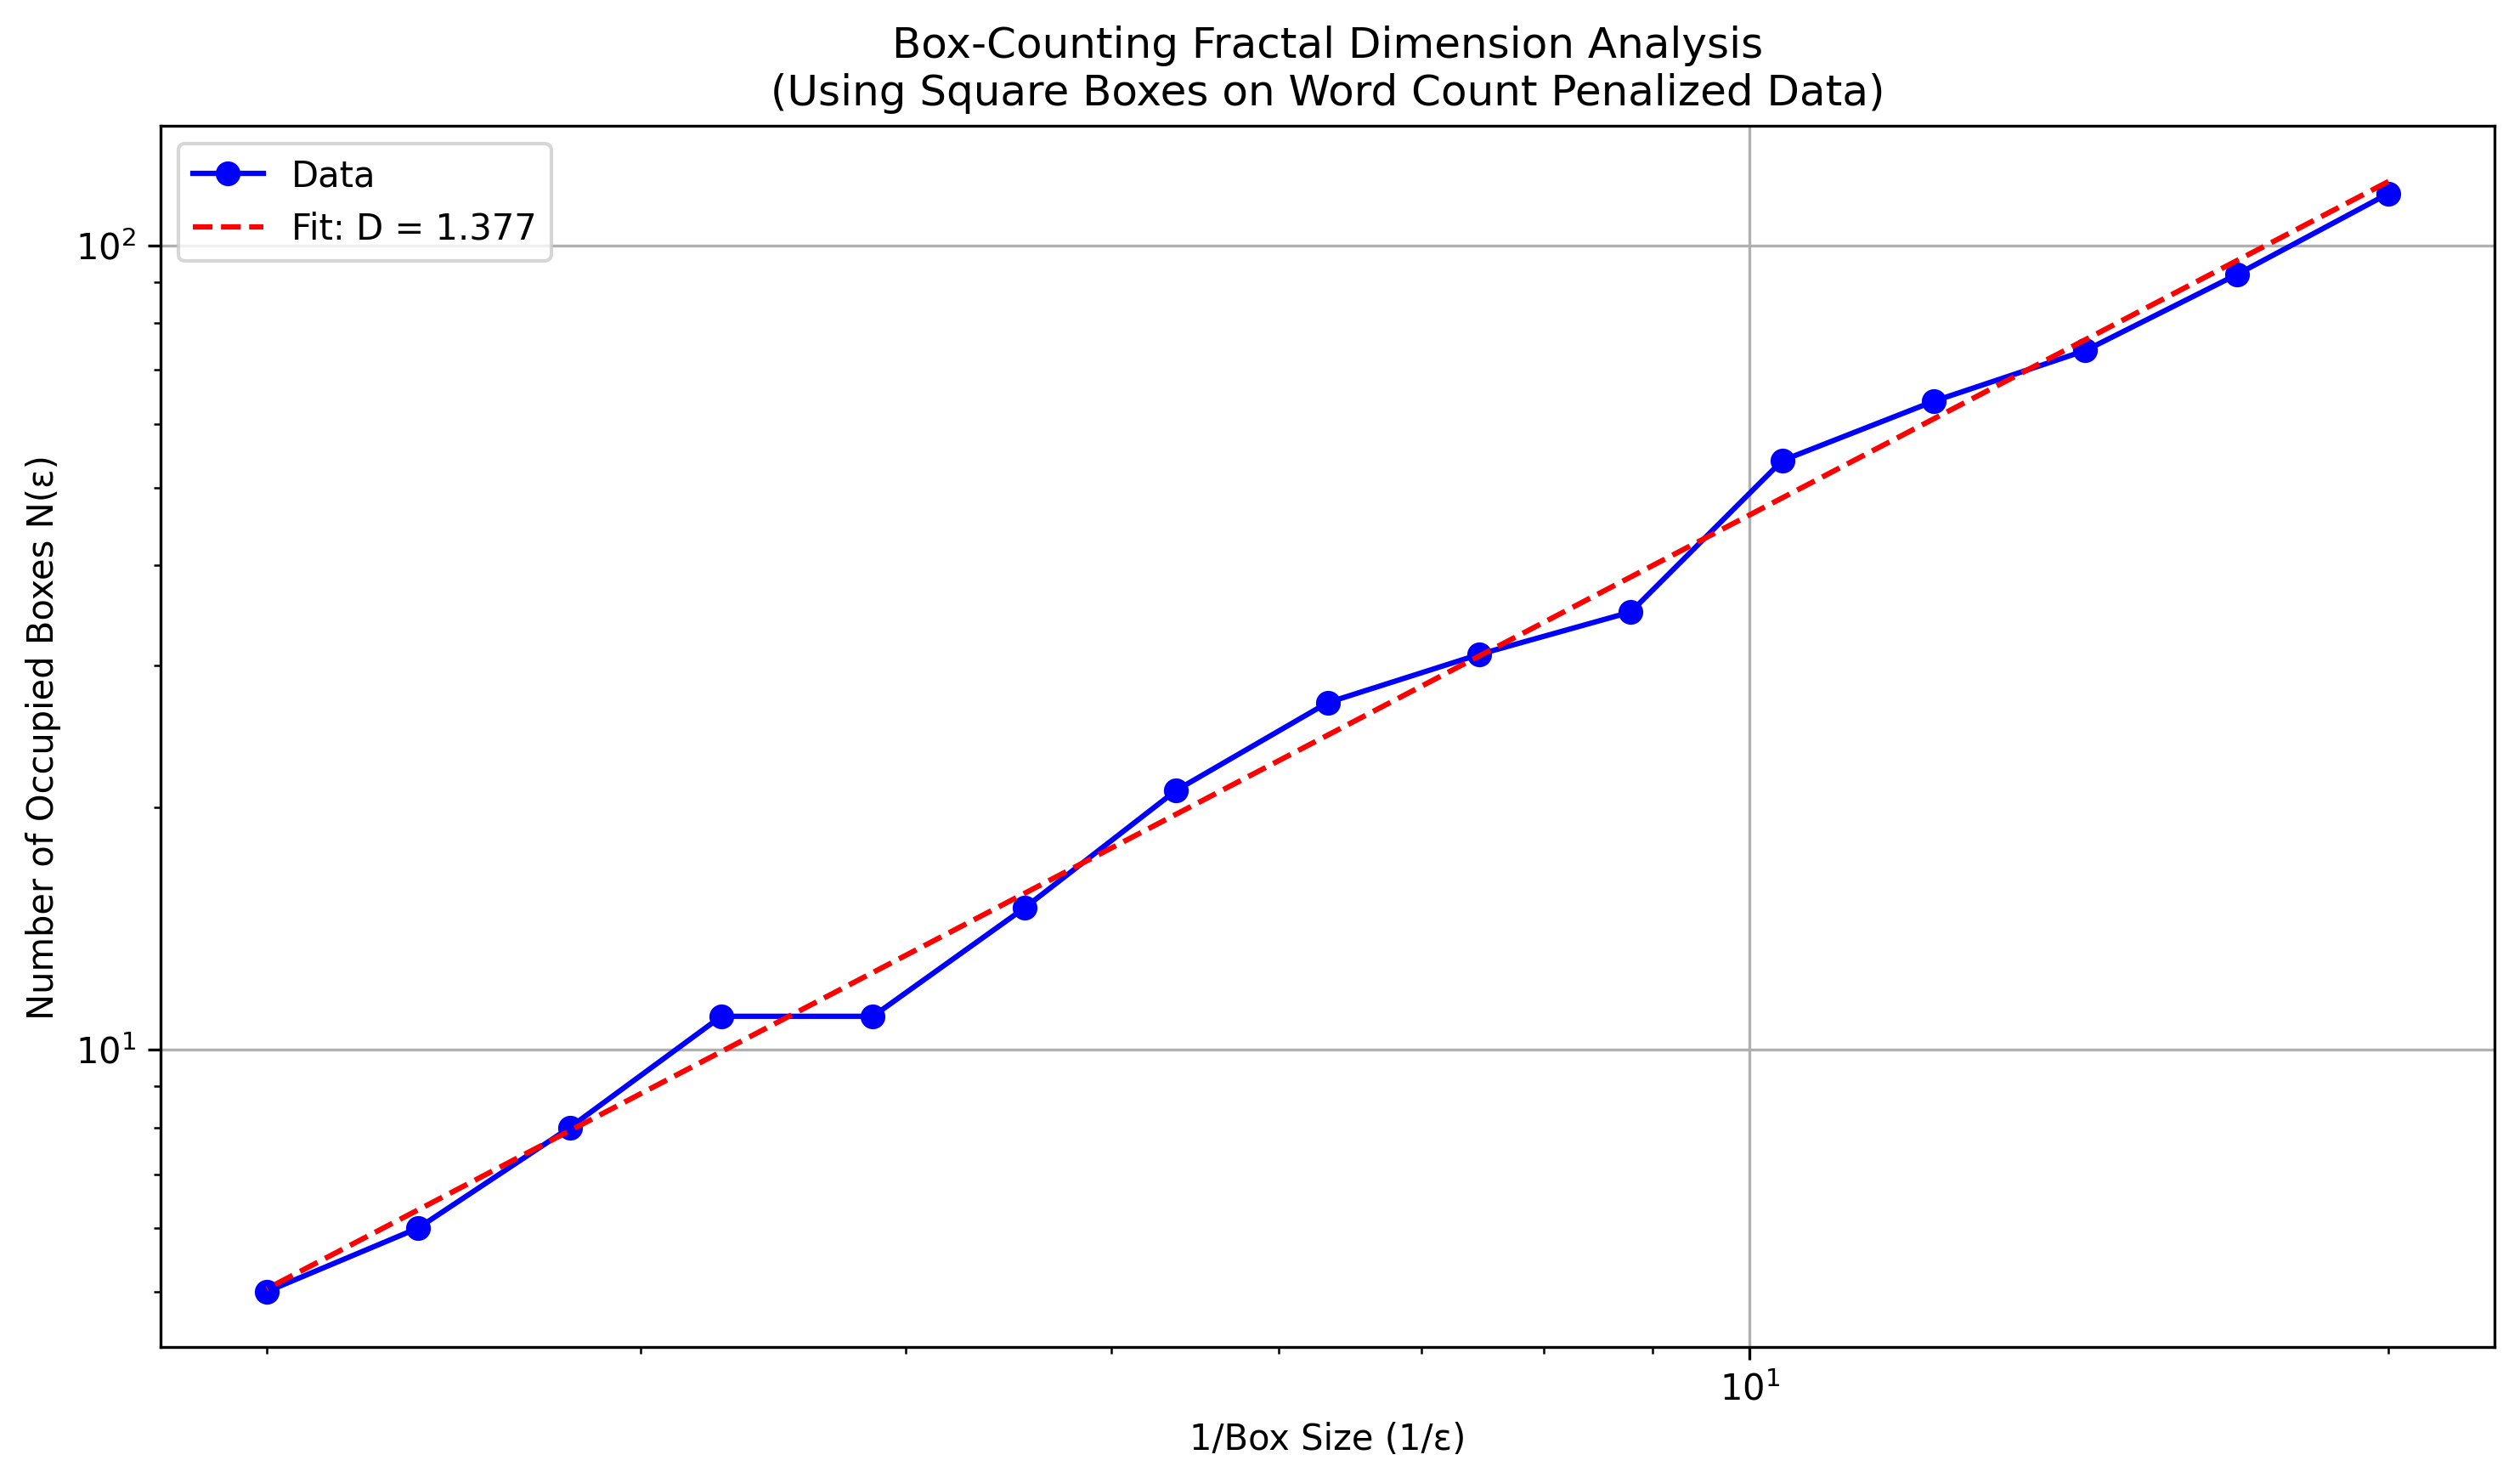 Box-Counting Fractal Dimension Analysis
(Using Square Boxes on Word Count Penalized Data)
Data
Fit: D = 1.377
10²
10¹
Number of Occupied Boxes N(ε)
10¹
1/Box Size (1/ε)